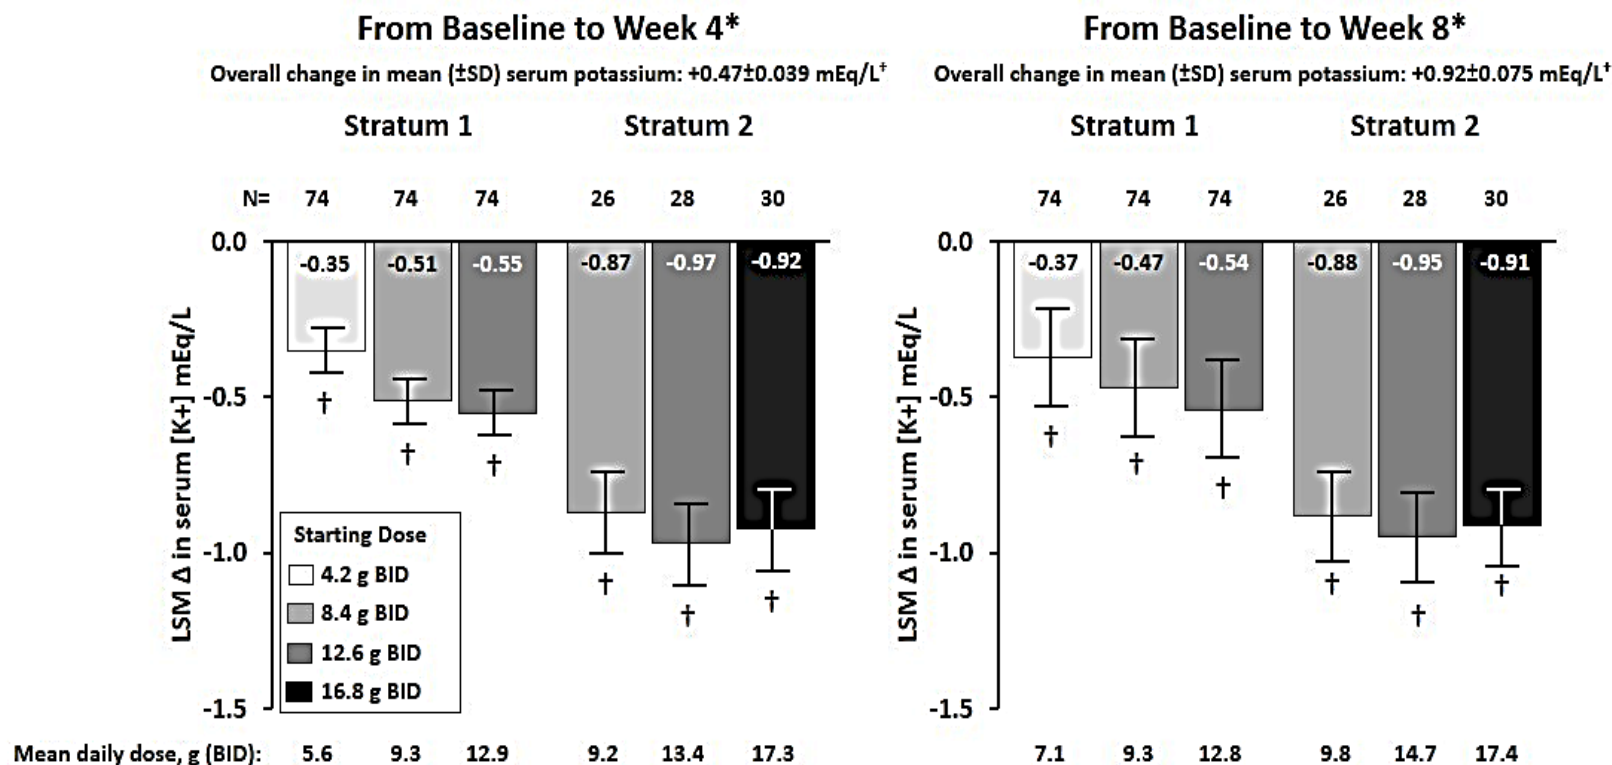 From Baseline to Week 4*
Overall change in mean (±SD) serum potassium: +0.47±0.039 mEq/L†
Stratum 1 Stratum 2
N= 74 74 74 26 28 30
0.0
-0.35 -0.51 -0.55 -0.87 -0.97 -0.92
-0.5
-1.0
-1.5
LSM Δ in serum [K+] mEq/L
† † † † † †
Starting Dose
4.2 g BID
8.4 g BID
12.6 g BID
16.8 g BID
Mean daily dose, g (BID): 5.6 9.3 12.9 9.2 13.4 17.3
From Baseline to Week 8*
Overall change in mean (±SD) serum potassium: +0.92±0.075 mEq/L†
Stratum 1 Stratum 2
74 74 74 26 28 30
0.0
-0.37 -0.47 -0.54 -0.88 -0.95 -0.91
-0.5
-1.0
-1.5
LSM Δ in serum [K+] mEq/L
† † † † † †
7.1 9.3 12.8 9.8 14.7 17.4